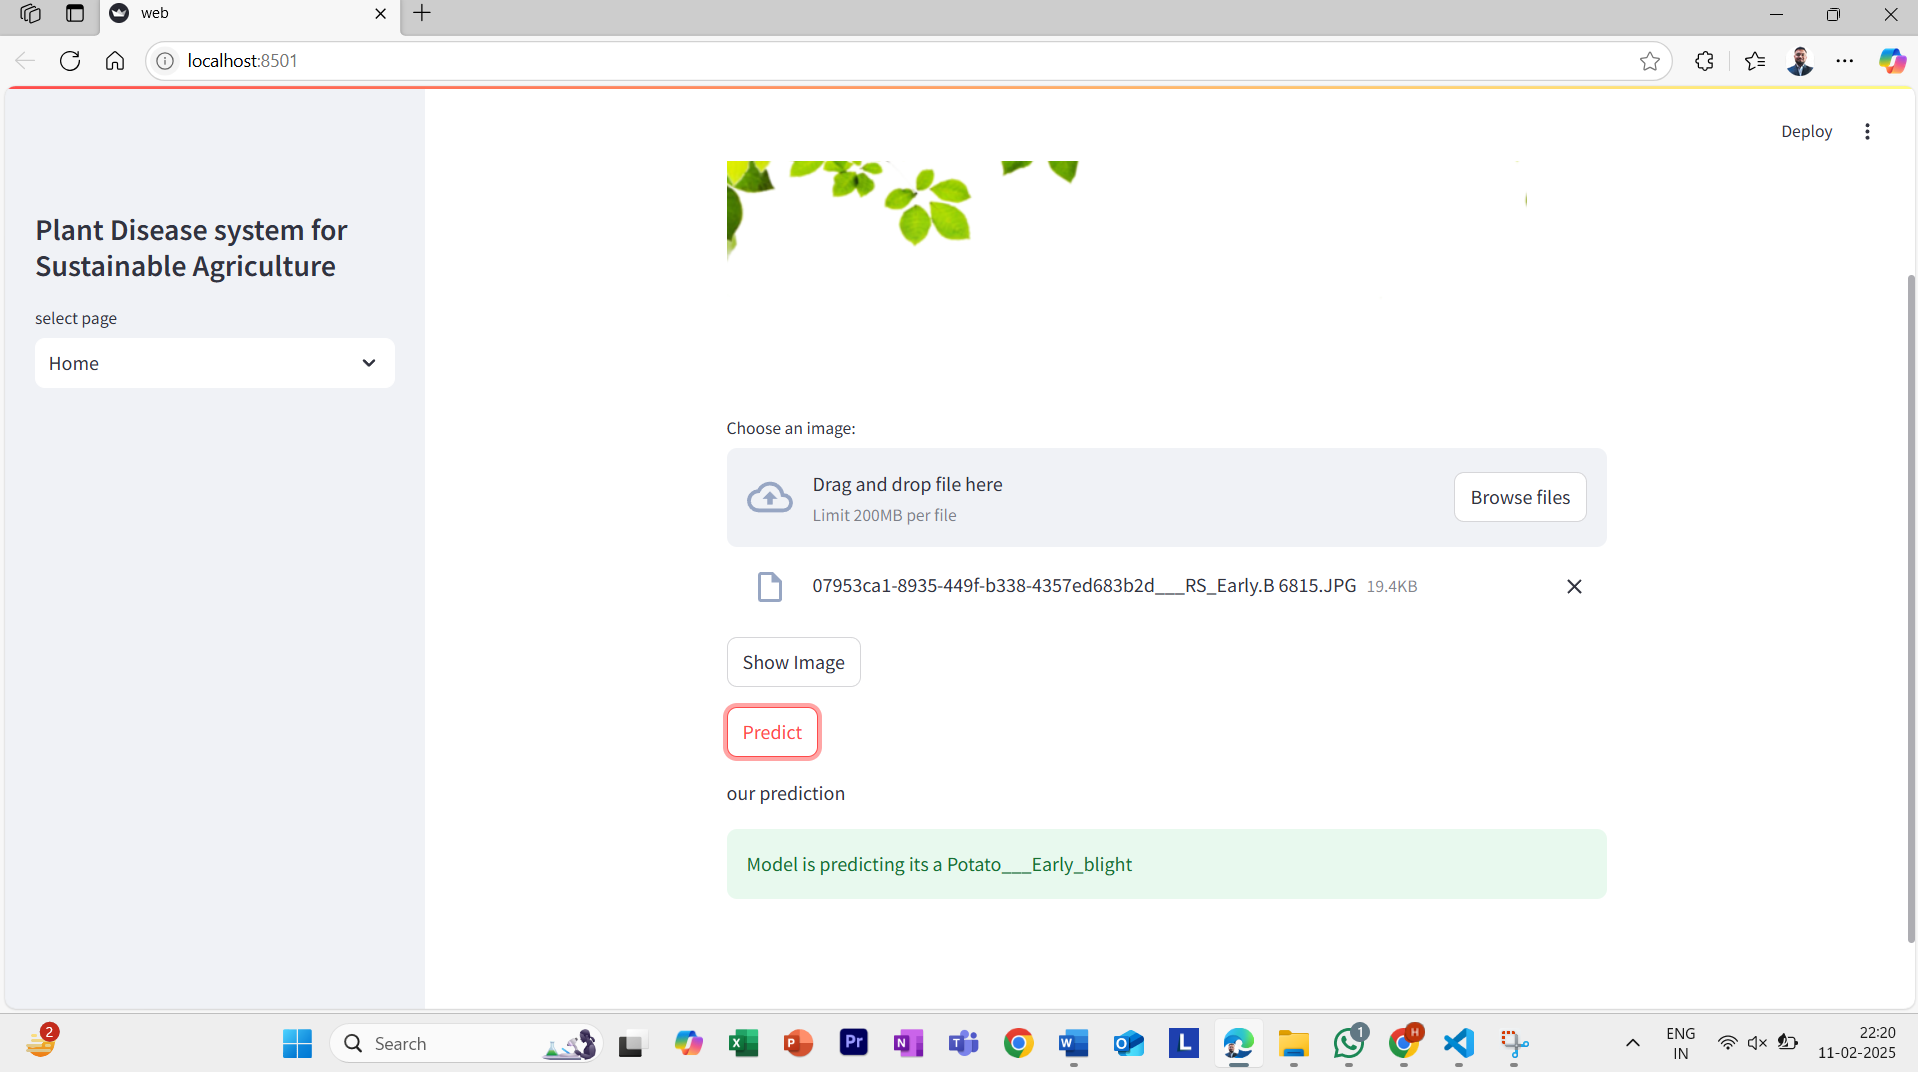 web
localhost:8501
Deploy
Plant Disease system for
Sustainable Agriculture
select page
Home
Choose an image:
Drag and drop file here
Limit 200MB per file
Browse files
07953ca1-8935-449f-b338-4357ed683b2d___RS_Early.B 6815.JPG 19.4KB
Show Image
Predict
our prediction
Model is predicting its a Potato___Early_blight
2
Search
X
P
Pr
N
T
W
O
L
1
H
ENG
IN
22:20
11-02-2025